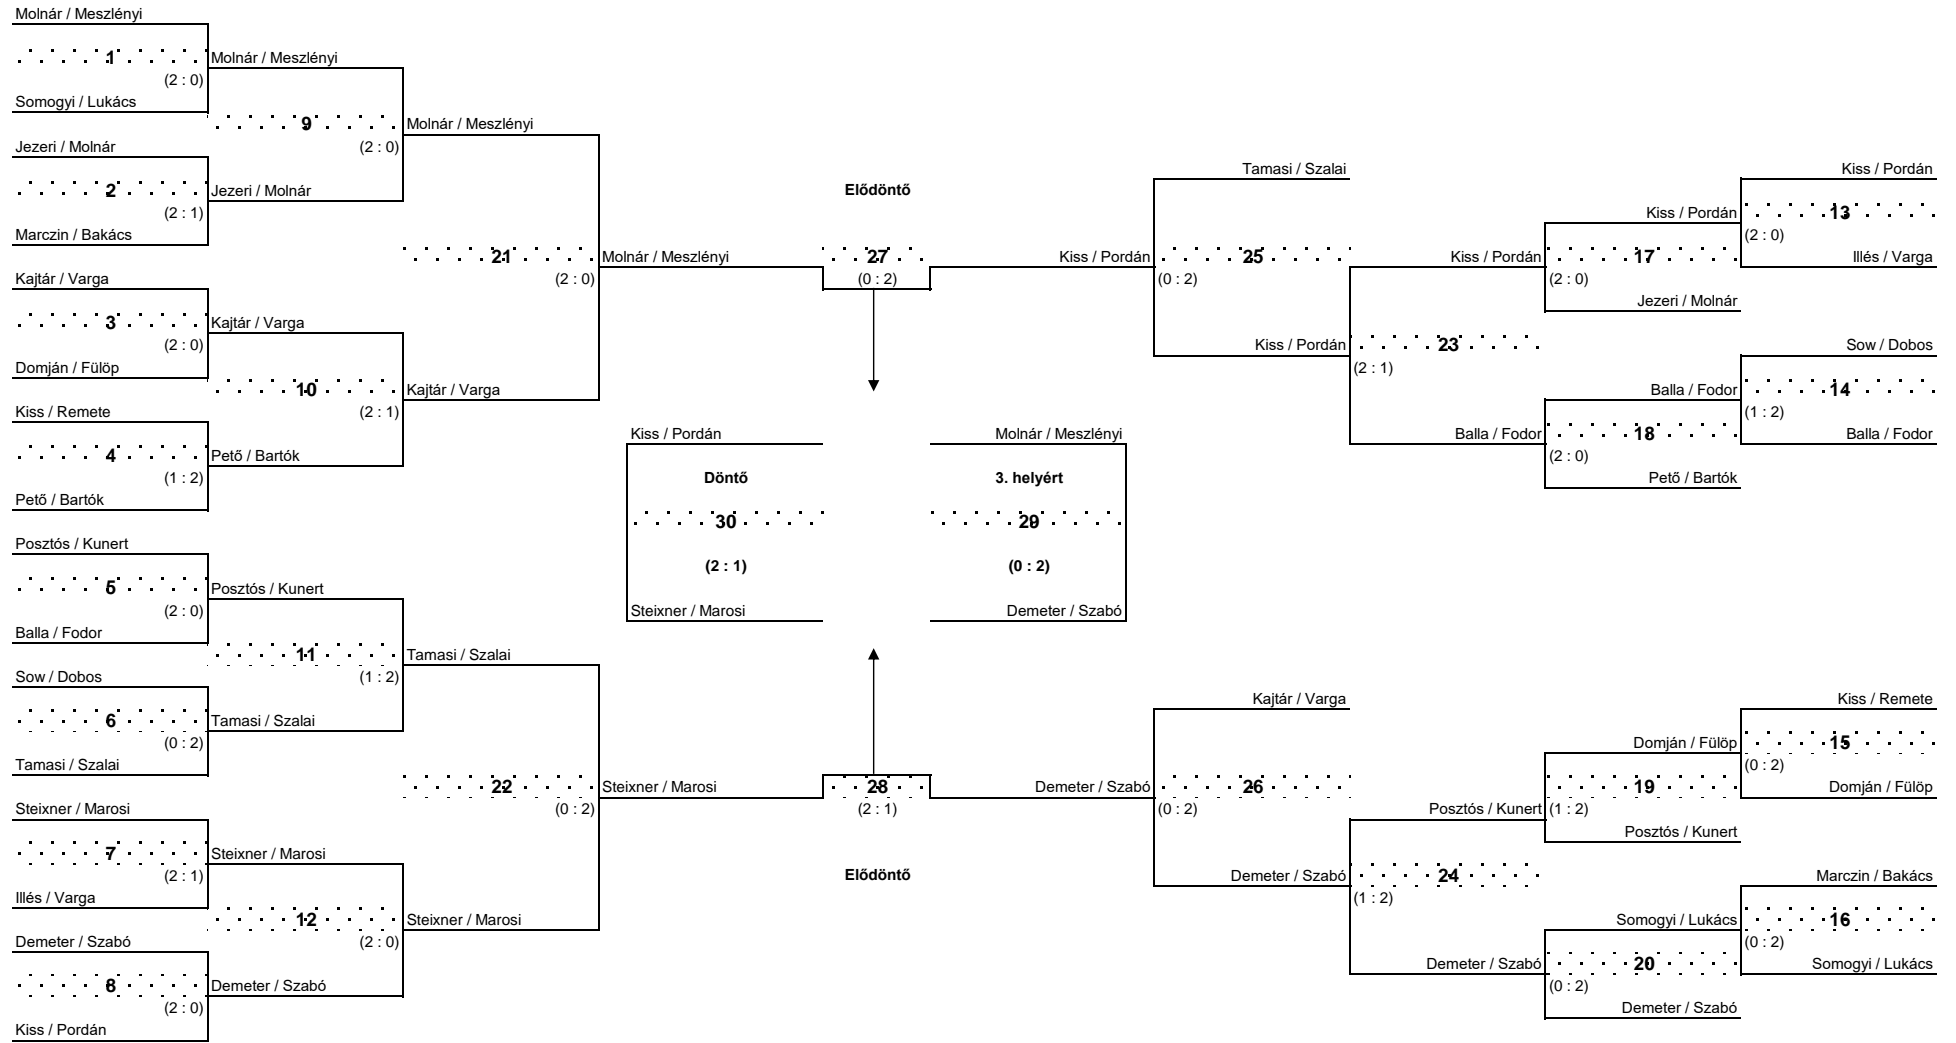 Molnár / Meszlényi
1
Molnár / Meszlényi
(2 : 0)
Somogyi / Lukács
9
Molnár / Meszlényi
(2 : 0)
Jezeri / Molnár
2
Jezeri / Molnár
(2 : 1)
Marczin / Bakács
21
Molnár / Meszlényi
(2 : 0)
Kajtár / Varga
3
Kajtár / Varga
(2 : 0)
Domján / Fülöp
10
Kajtár / Varga
(2 : 1)
Kiss / Remete
4
Pető / Bartók
(1 : 2)
Pető / Bartók
Posztós / Kunert
5
Posztós / Kunert
(2 : 0)
Balla / Fodor
11
Tamasi / Szalai
(1 : 2)
Sow / Dobos
6
Tamasi / Szalai
(0 : 2)
Tamasi / Szalai
22
Steixner / Marosi
(0 : 2)
Steixner / Marosi
7
Steixner / Marosi
(2 : 1)
Illés / Varga
12
Steixner / Marosi
(2 : 0)
Demeter / Szabó
8
Demeter / Szabó
(2 : 0)
Kiss / Pordán
Elődöntő
27
(0 : 2)
Kiss / Pordán
Döntő
30
(2 : 1)
Steixner / Marosi
Molnár / Meszlényi
3. helyért
29
(0 : 2)
Demeter / Szabó
28
(2 : 1)
Elődöntő
Tamasi / Szalai
Kiss / Pordán
25
(0 : 2)
Kiss / Pordán
Kiss / Pordán
23
(2 : 1)
Balla / Fodor
Kiss / Pordán
17
(2 : 0)
Jezeri / Molnár
Kiss / Pordán
13
(2 : 0)
Illés / Varga
Balla / Fodor
18
(2 : 0)
Pető / Bartók
Sow / Dobos
14
(1 : 2)
Balla / Fodor
Kajtár / Varga
Demeter / Szabó
26
(0 : 2)
Demeter / Szabó
Posztós / Kunert
24
(1 : 2)
Demeter / Szabó
Domján / Fülöp
19
(1 : 2)
Posztós / Kunert
Kiss / Remete
15
(0 : 2)
Domján / Fülöp
Somogyi / Lukács
20
(0 : 2)
Demeter / Szabó
Marczin / Bakács
16
(0 : 2)
Somogyi / Lukács